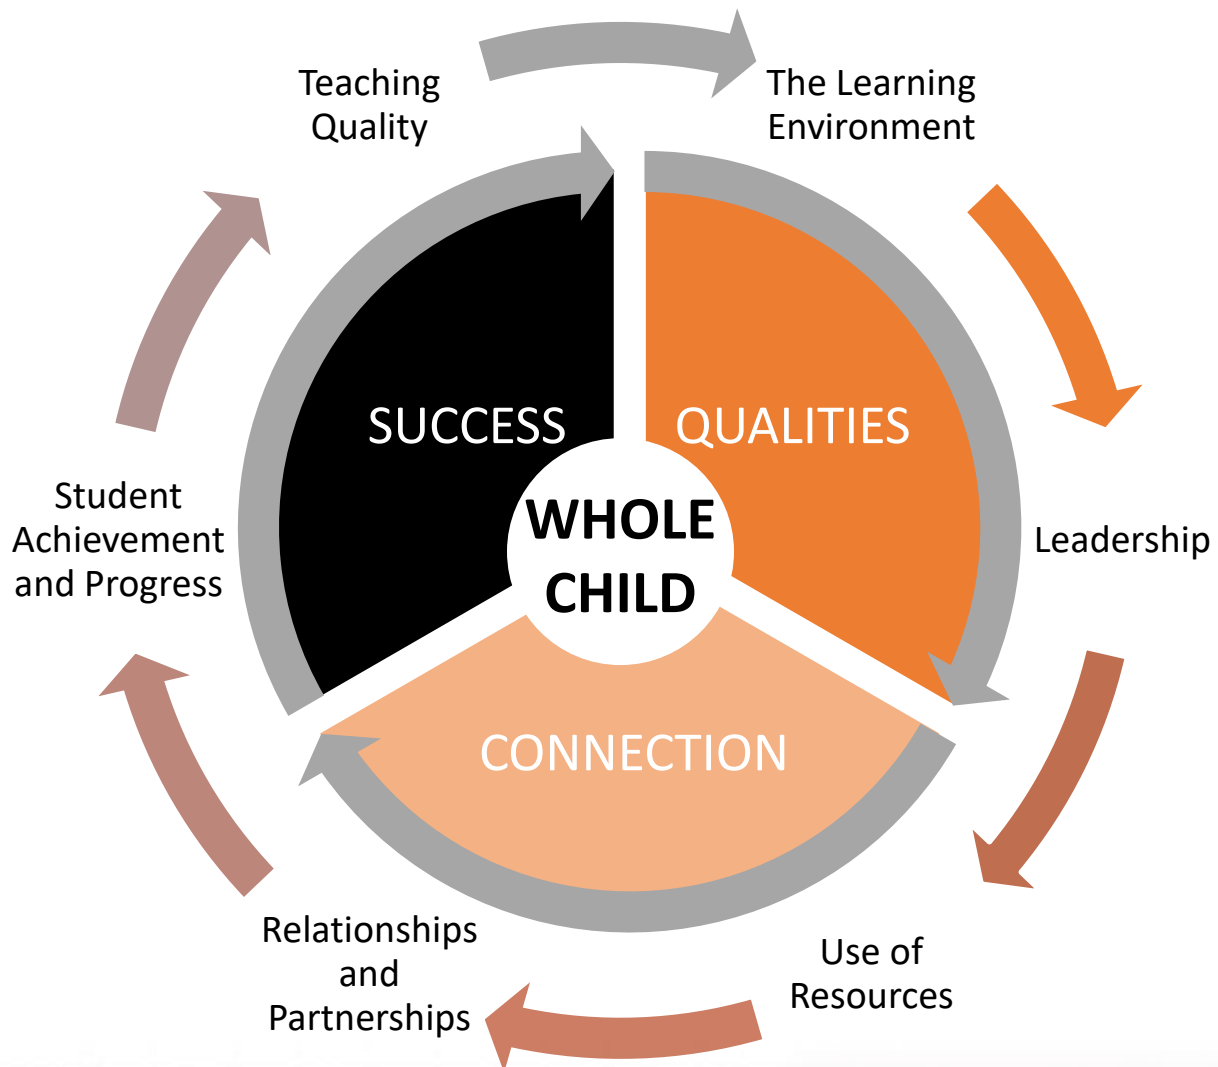 Teaching
Quality
The Learning
Environment
SUCCESS
QUALITIES
WHOLE
CHILD
Student
Achievement
and Progress
Leadership
CONNECTION
Relationships
and
Partnerships
Use of
Resources